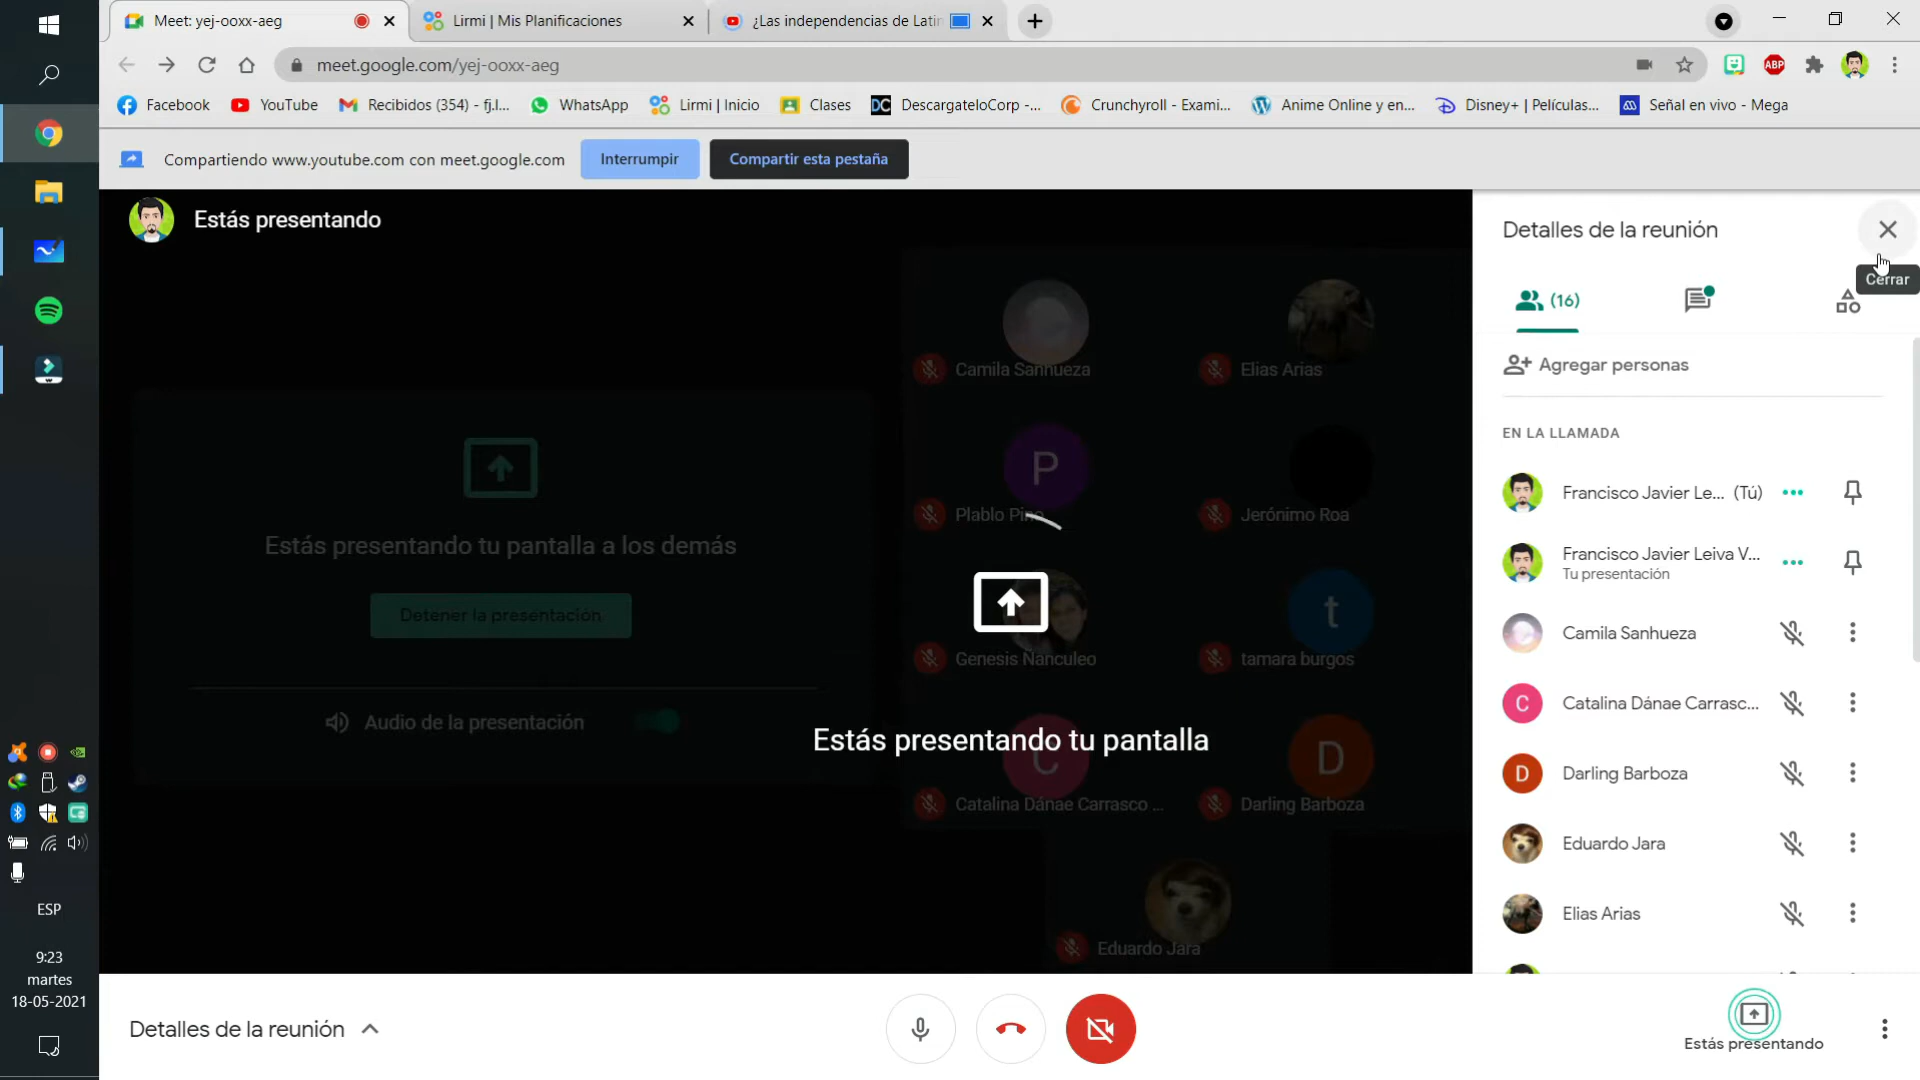 Meet: yej-ooxx-aeg
Lirmi | Mis Planificaciones
¿Las independencias de Latin
meet.google.com/yej-ooxx-aeg
ABP
Facebook
YouTube
Recibidos (354) - fj.l...
WhatsApp
Lirmi | Inicio
Clases
DC
DescargateloCorp -...
Crunchyroll - Exami...
Anime Online y en...
Disney+ | Películas...
Señal en vivo - Mega
Compartiendo www.youtube.com con meet.google.com
Interrumpir
Compartir esta pestaña
Estás presentando
Detalles de la reunión
Cerrar
(16)
Agregar personas
EN LA LLAMADA
Francisco Javier Le... (Tú)
Francisco Javier Leiva V...
Tu presentación
Camila Sanhueza
C
Catalina Dánae Carrasc...
D
Darling Barboza
Eduardo Jara
Elias Arias
Camila Sanhueza
Elias Arias
P
Plablo Pino
Jerónimo Roa
Genesis Ñanculeo
t
tamara burgos
C
Catalina Dánae Carrasco ...
D
Darling Barboza
Eduardo Jara
Estás presentando tu pantalla a los demás
Detener la presentación
Audio de la presentación
Estás presentando tu pantalla
ESP
9:23
martes
18-05-2021
Detalles de la reunión
Estás presentando